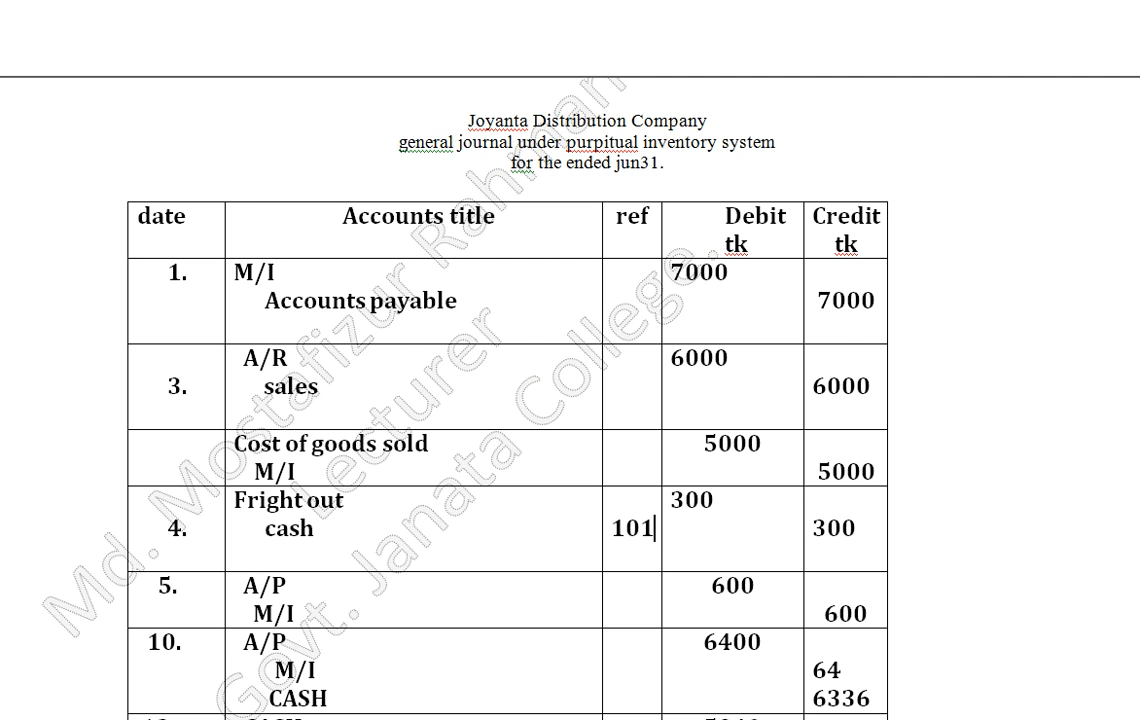 Joyanta Distribution Company
general journal under purpitual inventory system
for the ended jun31.
date Accounts title ref Debit tk Credit tk
1. M/I 7000
Accounts payable 7000
A/R 6000
3. sales 6000
Cost of goods sold 5000
M/I 5000
Fright out 300
4. cash 101 300
5. A/P 600
M/I 600
10. A/P 6400
M/I 64
CASH 6336
Md. Mostafizur Rahman
Lecturer
Govt. Janata College.